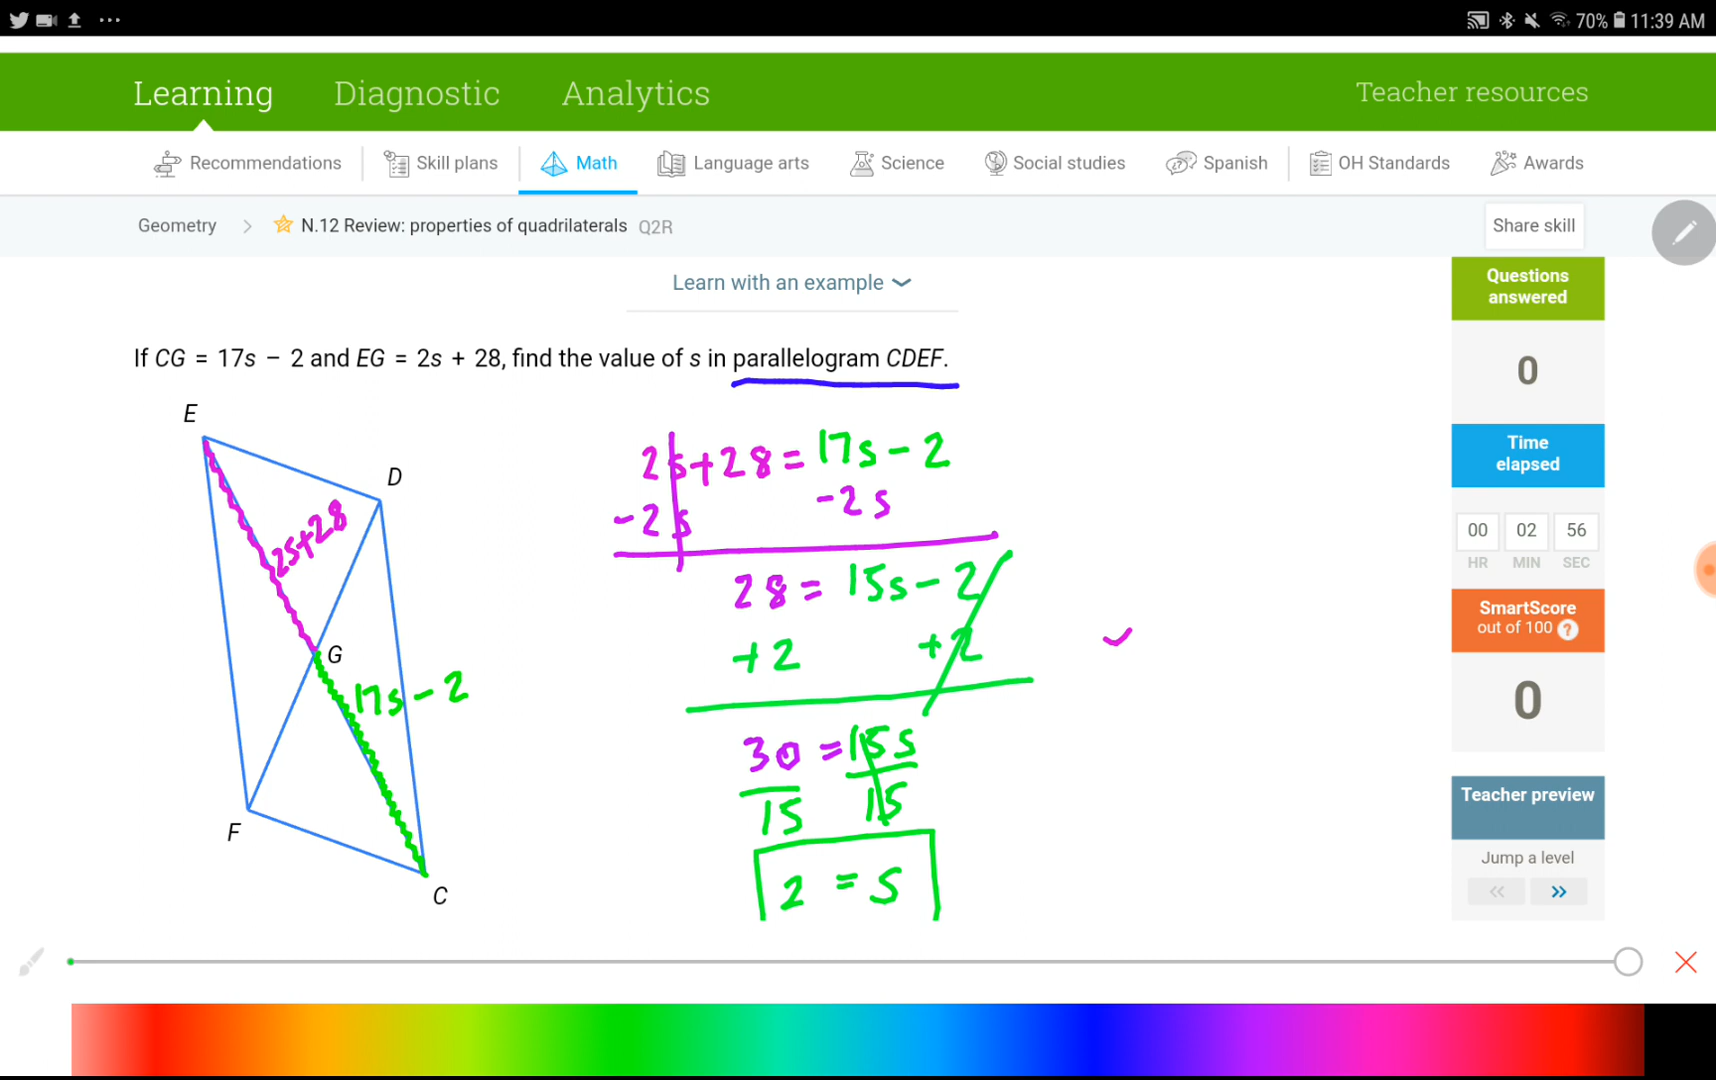 70% 11:39 AM
Learning Diagnostic Analytics Teacher resources
Recommendations Skill plans Math Language arts Science Social studies Spanish OH Standards Awards
Geometry > N.12 Review: properties of quadrilaterals Q2R
Share skill
Learn with an example
If CG = 17s − 2 and EG = 2s + 28, find the value of s in parallelogram CDEF.
E
D
2s+28
G
17s-2
F
C
2s+28=17s-2
-2s -2s
28=15s-2
+2 +2
30=15s
15 15
2=s
Questions
answered
0
Time
elapsed
00 02 56
HR MIN SEC
SmartScore
out of 100 ?
0
Teacher preview
Jump a level
<< >>